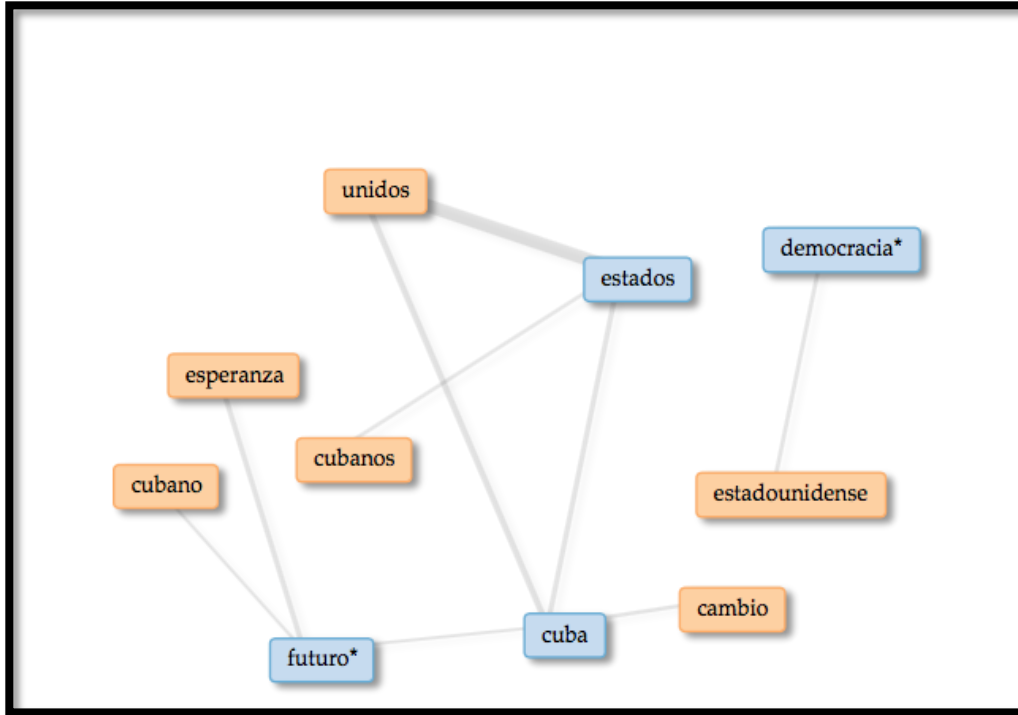 unidos
democracia*
estados
esperanza
cubanos
cubano
estadounidense
cambio
cuba
futuro*